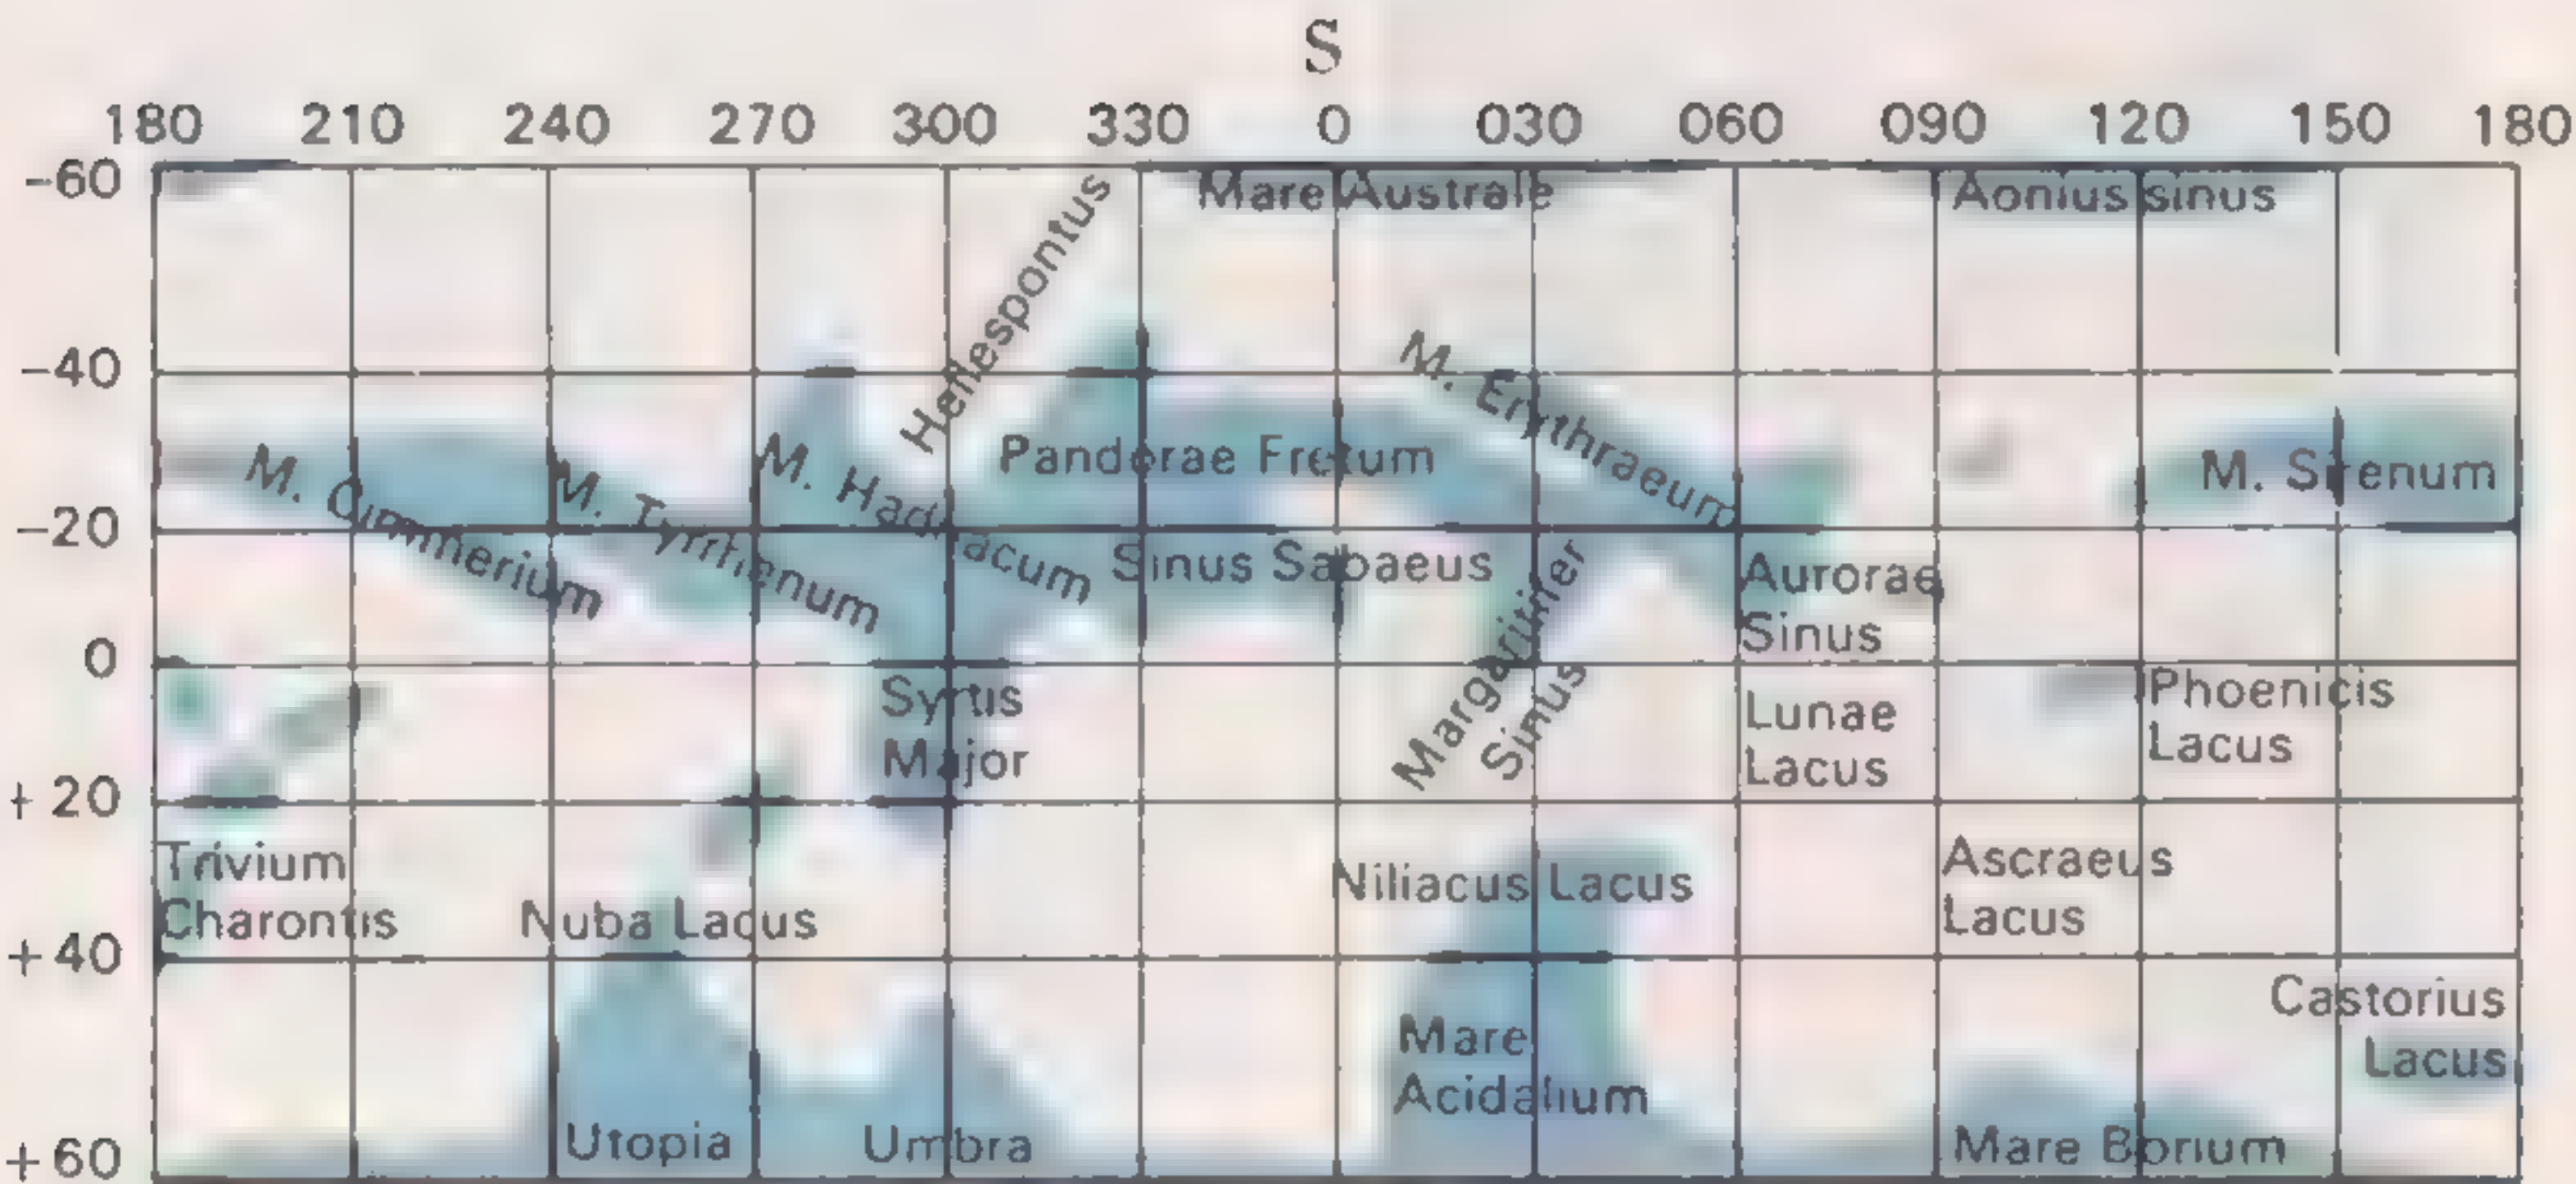 S
180 210 240 270 300 330 0 030 060 090 120 150 180
-60
Mare Australe
Aonius sinus
Hellespontus
-40
M. Erythraeum
M. Cimmerium
M. Tyrrhenum
M. Hadriacum
Pandorae Fretum
M. Sirenum
-20
Sinus Sabaeus
Margaritifer
Sinus
Aurorae
Sinus
0
Syrtis
Major
Lunae
Lacus
Phoenicis
Lacus
+20
Trivium
Charontis
Nuba Lacus
Niliacus Lacus
Ascraeus
Lacus
+40
Castorius
Lacus
Mare
Acidalium
Utopia
Umbra
Mare Borium
+60